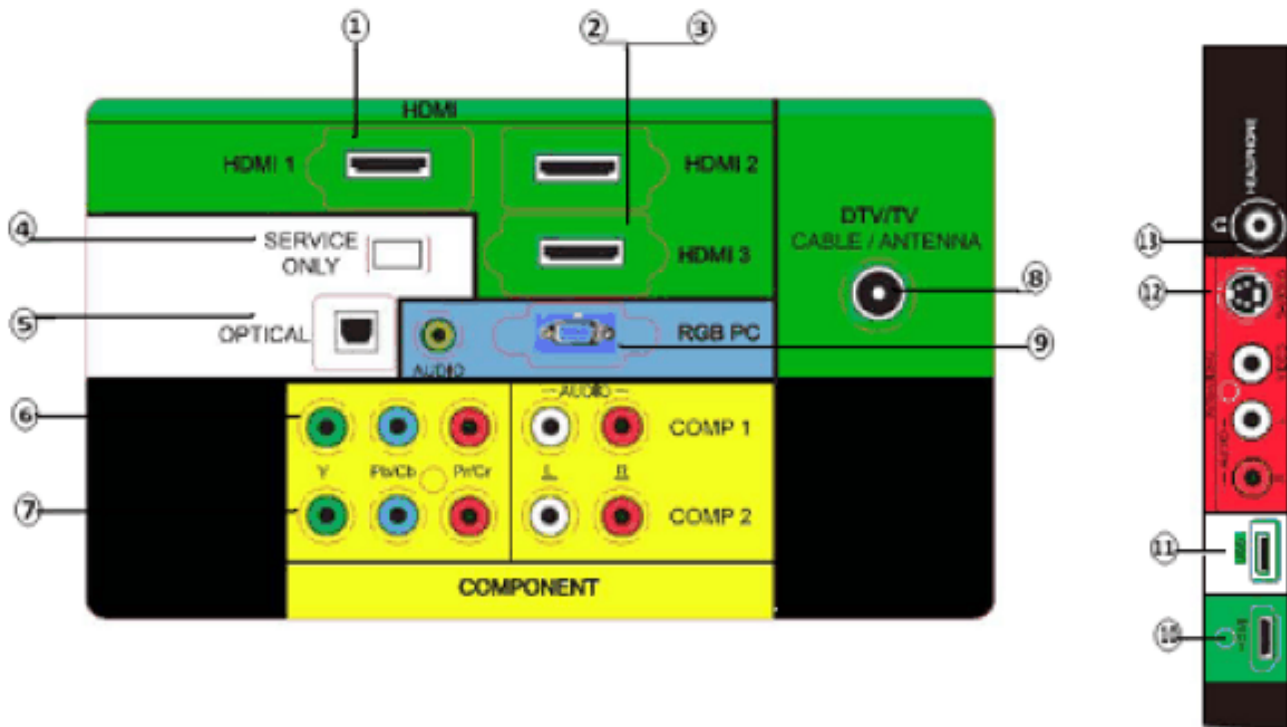 ① ② ③
HDMI
HDMI 1
HDMI 2
④
SERVICE
ONLY
HDMI 3
DTV/TV
CABLE / ANTENNA
⑧
⑤
OPTICAL
RGB PC
AUDIO
⑨
⑥
AUDIO
COMP 1
Y Pb/Cb Pr/Cr L R
⑦
COMP 2
COMPONENT
HEADPHONE
⑬
⑫
⑪
⑩